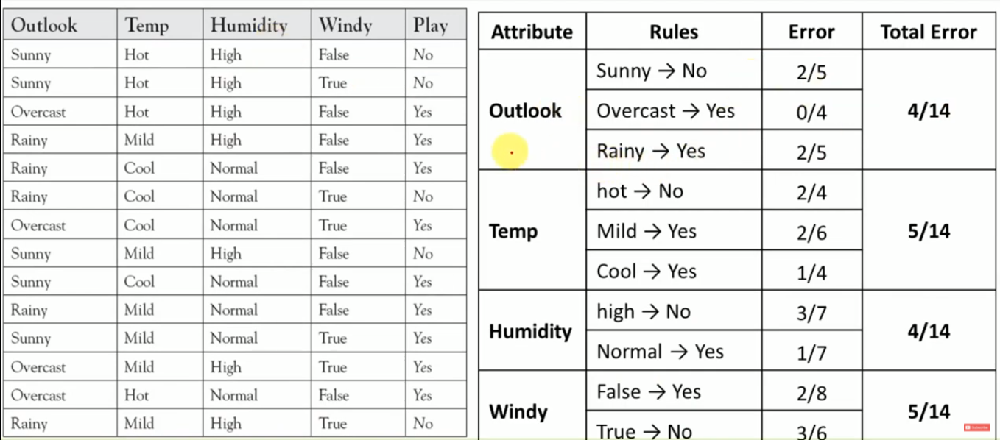 Outlook Temp Humidity Windy Play
Sunny Hot High False No
Sunny Hot High True No
Overcast Hot High False Yes
Rainy Mild High False Yes
Rainy Cool Normal False Yes
Rainy Cool Normal True No
Overcast Cool Normal True Yes
Sunny Mild High False No
Sunny Cool Normal False Yes
Rainy Mild Normal False Yes
Sunny Mild Normal True Yes
Overcast Mild High True Yes
Overcast Hot Normal False Yes
Rainy Mild High True No
Attribute Rules Error Total Error
Outlook
Sunny → No 2/5
Overcast → Yes 0/4
Rainy → Yes 2/5
4/14
Temp
hot → No 2/4
Mild → Yes 2/6
Cool → Yes 1/4
5/14
Humidity
high → No 3/7
Normal → Yes 1/7
4/14
Windy
False → Yes 2/8
True → No 3/6
5/14
Subscribe